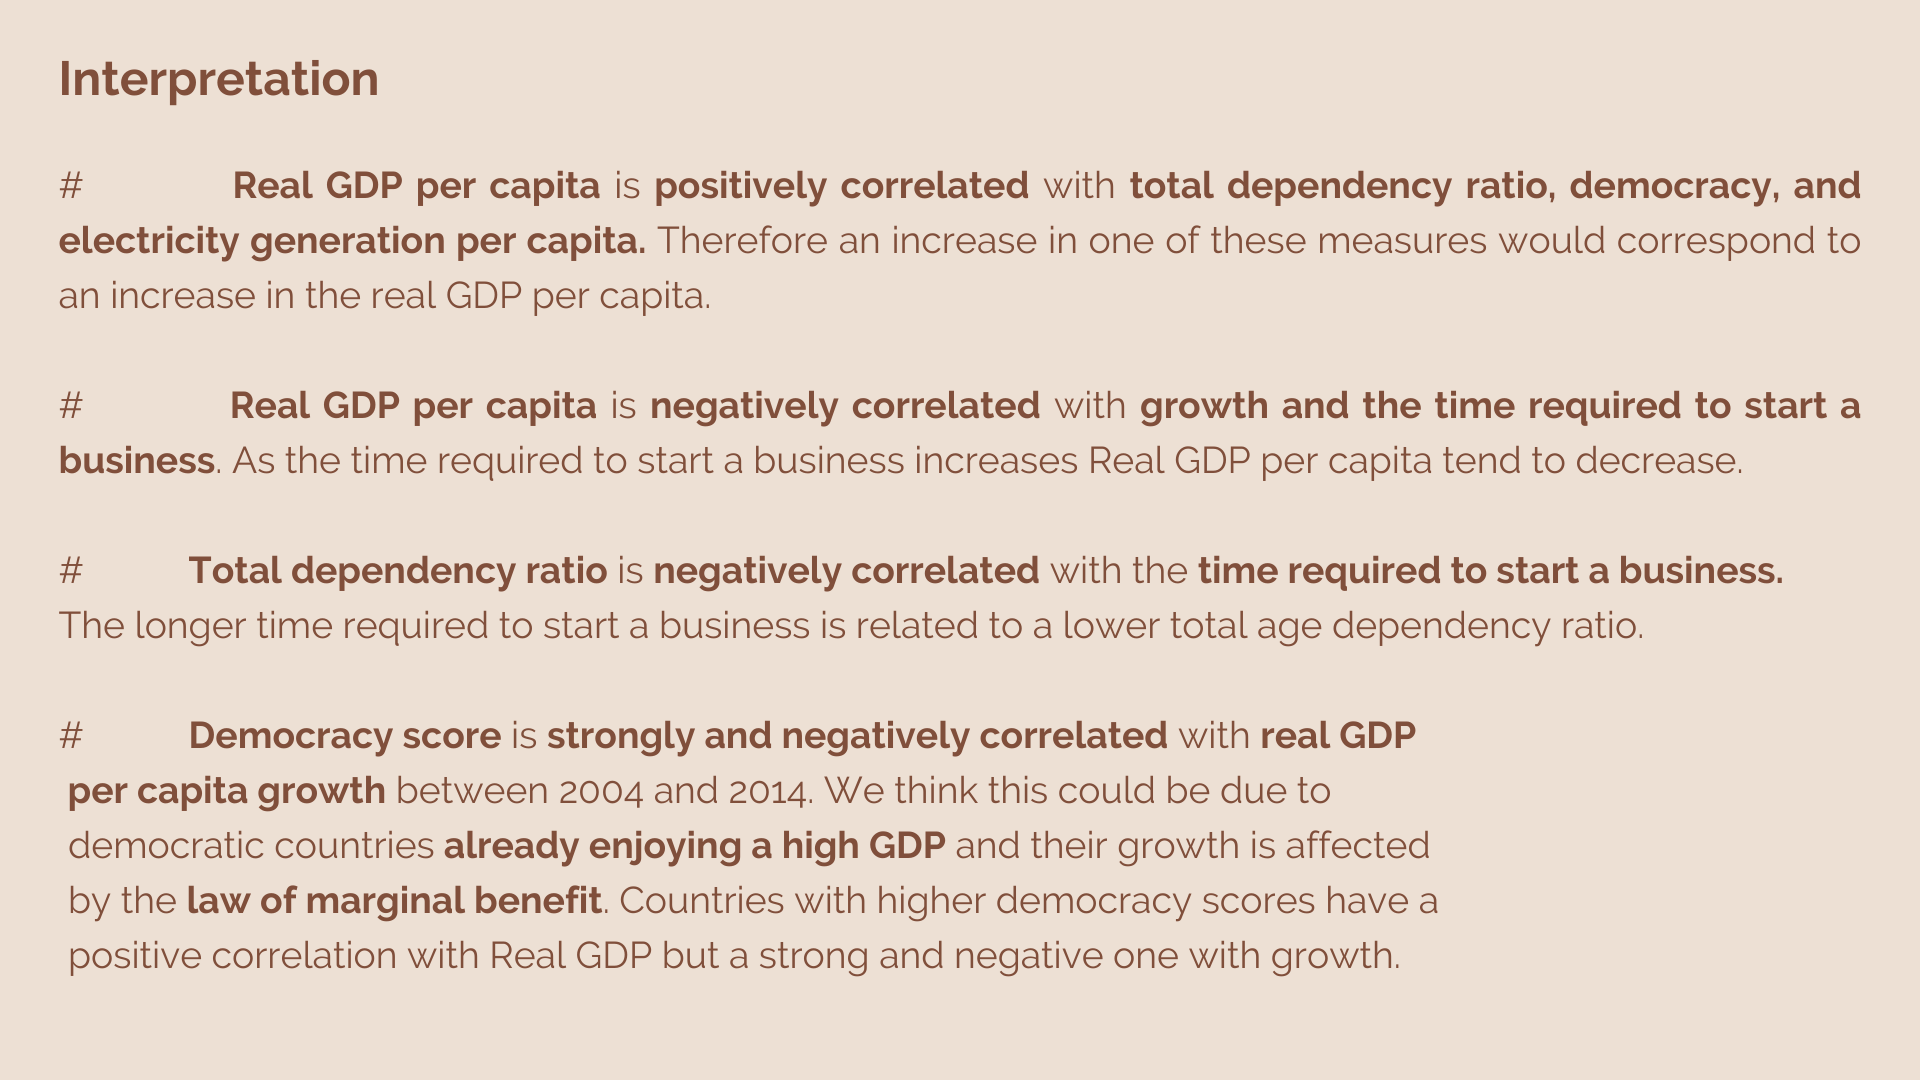 Interpretation
# Real GDP per capita is positively correlated with total dependency ratio, democracy, and
electricity generation per capita. Therefore an increase in one of these measures would correspond to
an increase in the real GDP per capita.
# Real GDP per capita is negatively correlated with growth and the time required to start a
business. As the time required to start a business increases Real GDP per capita tend to decrease.
# Total dependency ratio is negatively correlated with the time required to start a business.
The longer time required to start a business is related to a lower total age dependency ratio.
# Democracy score is strongly and negatively correlated with real GDP
per capita growth between 2004 and 2014. We think this could be due to
democratic countries already enjoying a high GDP and their growth is affected
by the law of marginal benefit. Countries with higher democracy scores have a
positive correlation with Real GDP but a strong and negative one with growth.